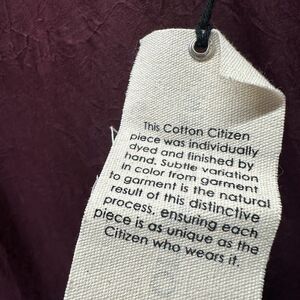 This Cotton Citizen
piece was individually
dyed and finished by
hand. Subtle variation
in color from garment
to garment is the natural
result of this distinctive
process, ensuring each
piece is as unique as the
Citizen who wears it.